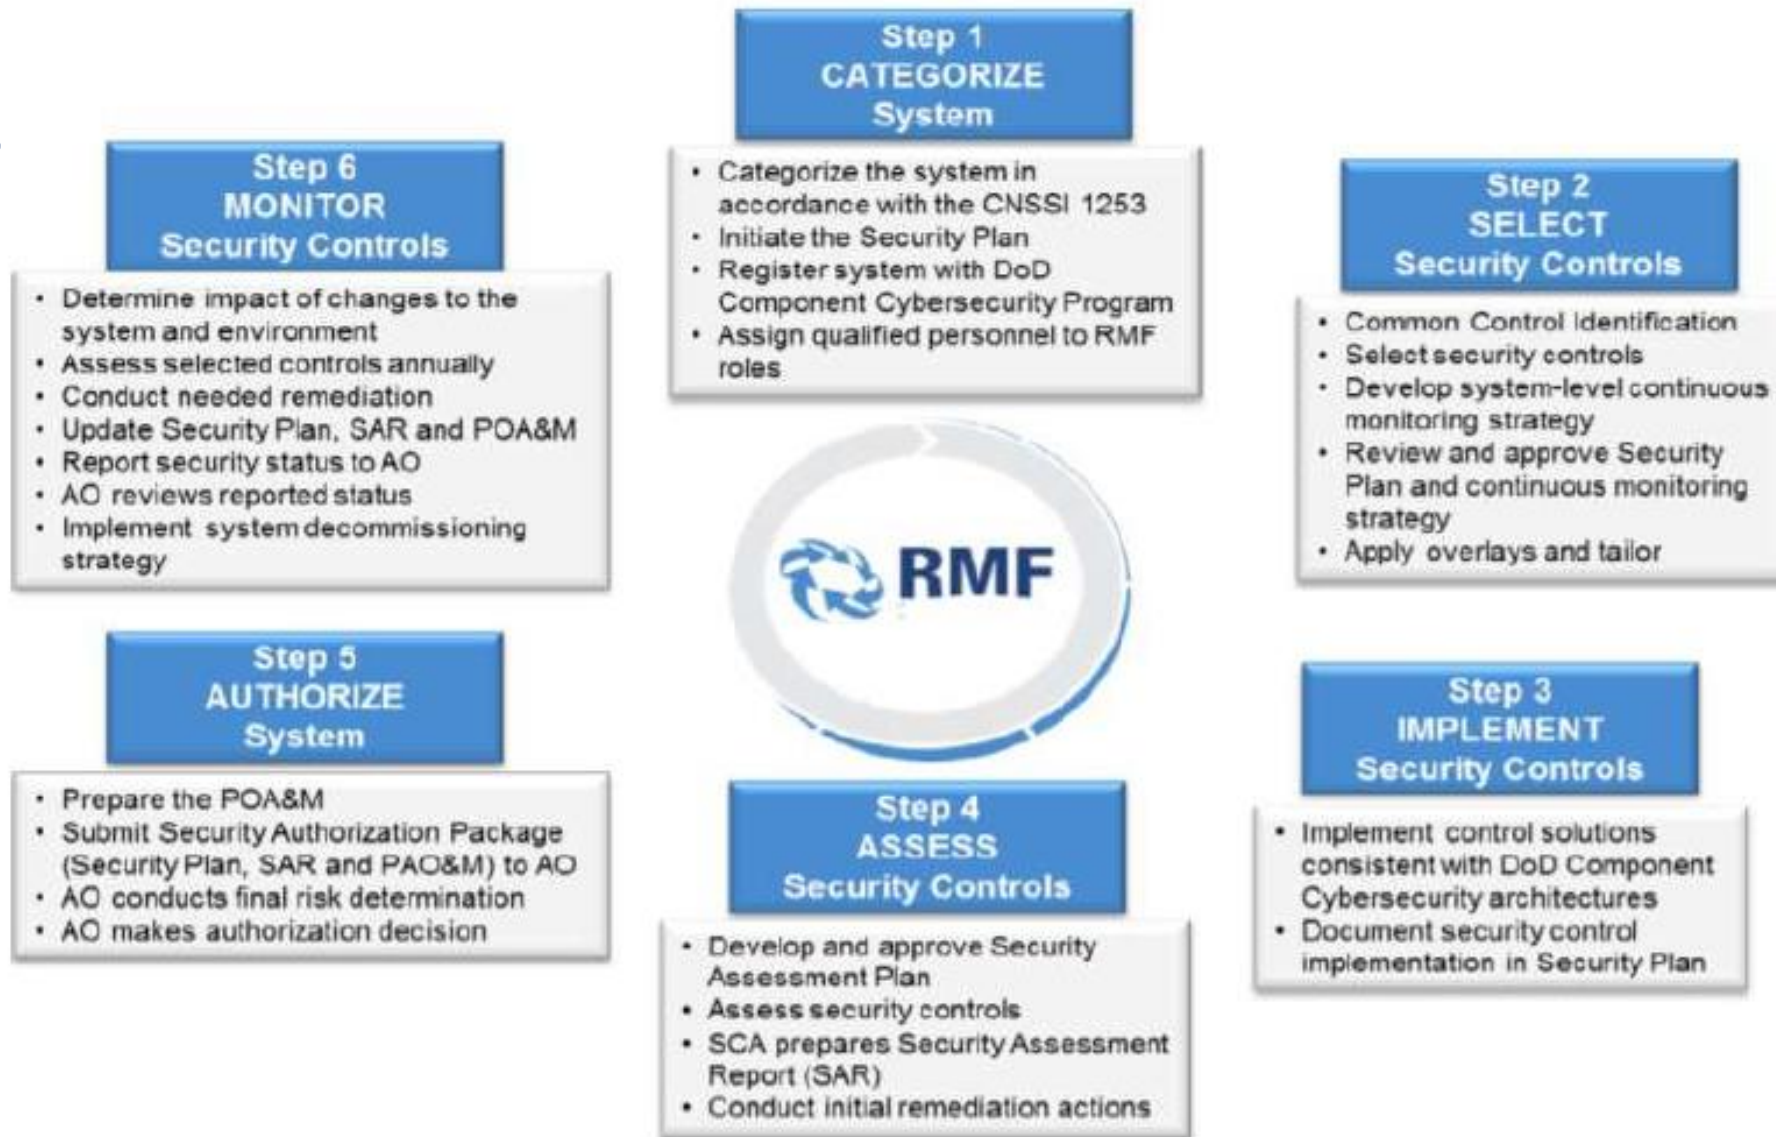 Step 1
CATEGORIZE
System
• Categorize the system in
accordance with the CNSSI 1253
• Initiate the Security Plan
• Register system with DoD
Component Cybersecurity Program
• Assign qualified personnel to RMF
roles
Step 2
SELECT
Security Controls
• Common Control Identification
• Select security controls
• Develop system-level continuous
monitoring strategy
• Review and approve Security
Plan and continuous monitoring
strategy
• Apply overlays and tailor
Step 3
IMPLEMENT
Security Controls
• Implement control solutions
consistent with DoD Component
Cybersecurity architectures
• Document security control
implementation in Security Plan
Step 4
ASSESS
Security Controls
• Develop and approve Security
Assessment Plan
• Assess security controls
• SCA prepares Security Assessment
Report (SAR)
• Conduct initial remediation actions
Step 5
AUTHORIZE
System
• Prepare the POA&M
• Submit Security Authorization Package
(Security Plan, SAR and PAO&M) to AO
• AO conducts final risk determination
• AO makes authorization decision
Step 6
MONITOR
Security Controls
• Determine impact of changes to the
system and environment
• Assess selected controls annually
• Conduct needed remediation
• Update Security Plan, SAR and POA&M
• Report security status to AO
• AO reviews reported status
• Implement system decommissioning
strategy
RMF